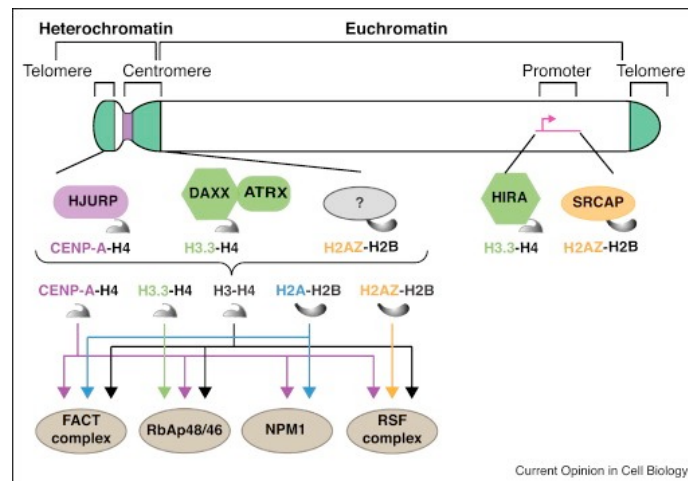 Heterochromatin Euchromatin
Telomere Centromere Promoter Telomere
HJURP DAXX ATRX ? HIRA SRCAP
CENP-A-H4 H3.3-H4 H2AZ-H2B H3.3-H4 H2AZ-H2B
CENP-A-H4 H3.3-H4 H3-H4 H2A-H2B H2AZ-H2B
FACT complex RbAp48/46 NPM1 RSF complex
Current Opinion in Cell Biology